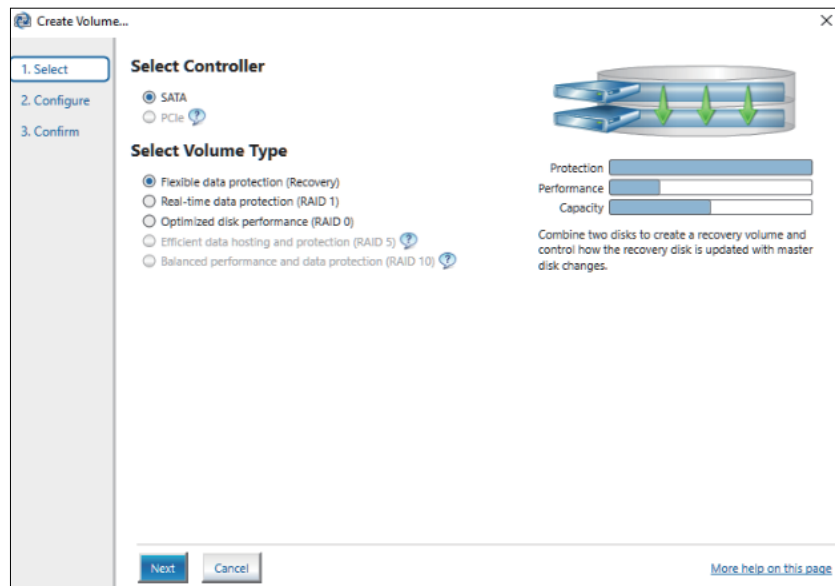 Create Volume...
1. Select
2. Configure
3. Confirm
Select Controller
SATA
PCIe ?
Select Volume Type
Flexible data protection (Recovery)
Real-time data protection (RAID 1)
Optimized disk performance (RAID 0)
Efficient data hosting and protection (RAID 5) ?
Balanced performance and data protection (RAID 10) ?
Protection
Performance
Capacity
Combine two disks to create a recovery volume and
control how the recovery disk is updated with master
disk changes.
Next
Cancel
More help on this page